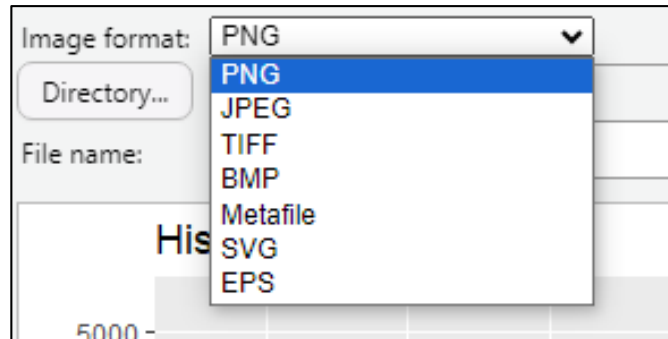 Image format: PNG
PNG
Directory...
JPEG
TIFF
File name:
BMP
Metafile
His
SVG
EPS
5000